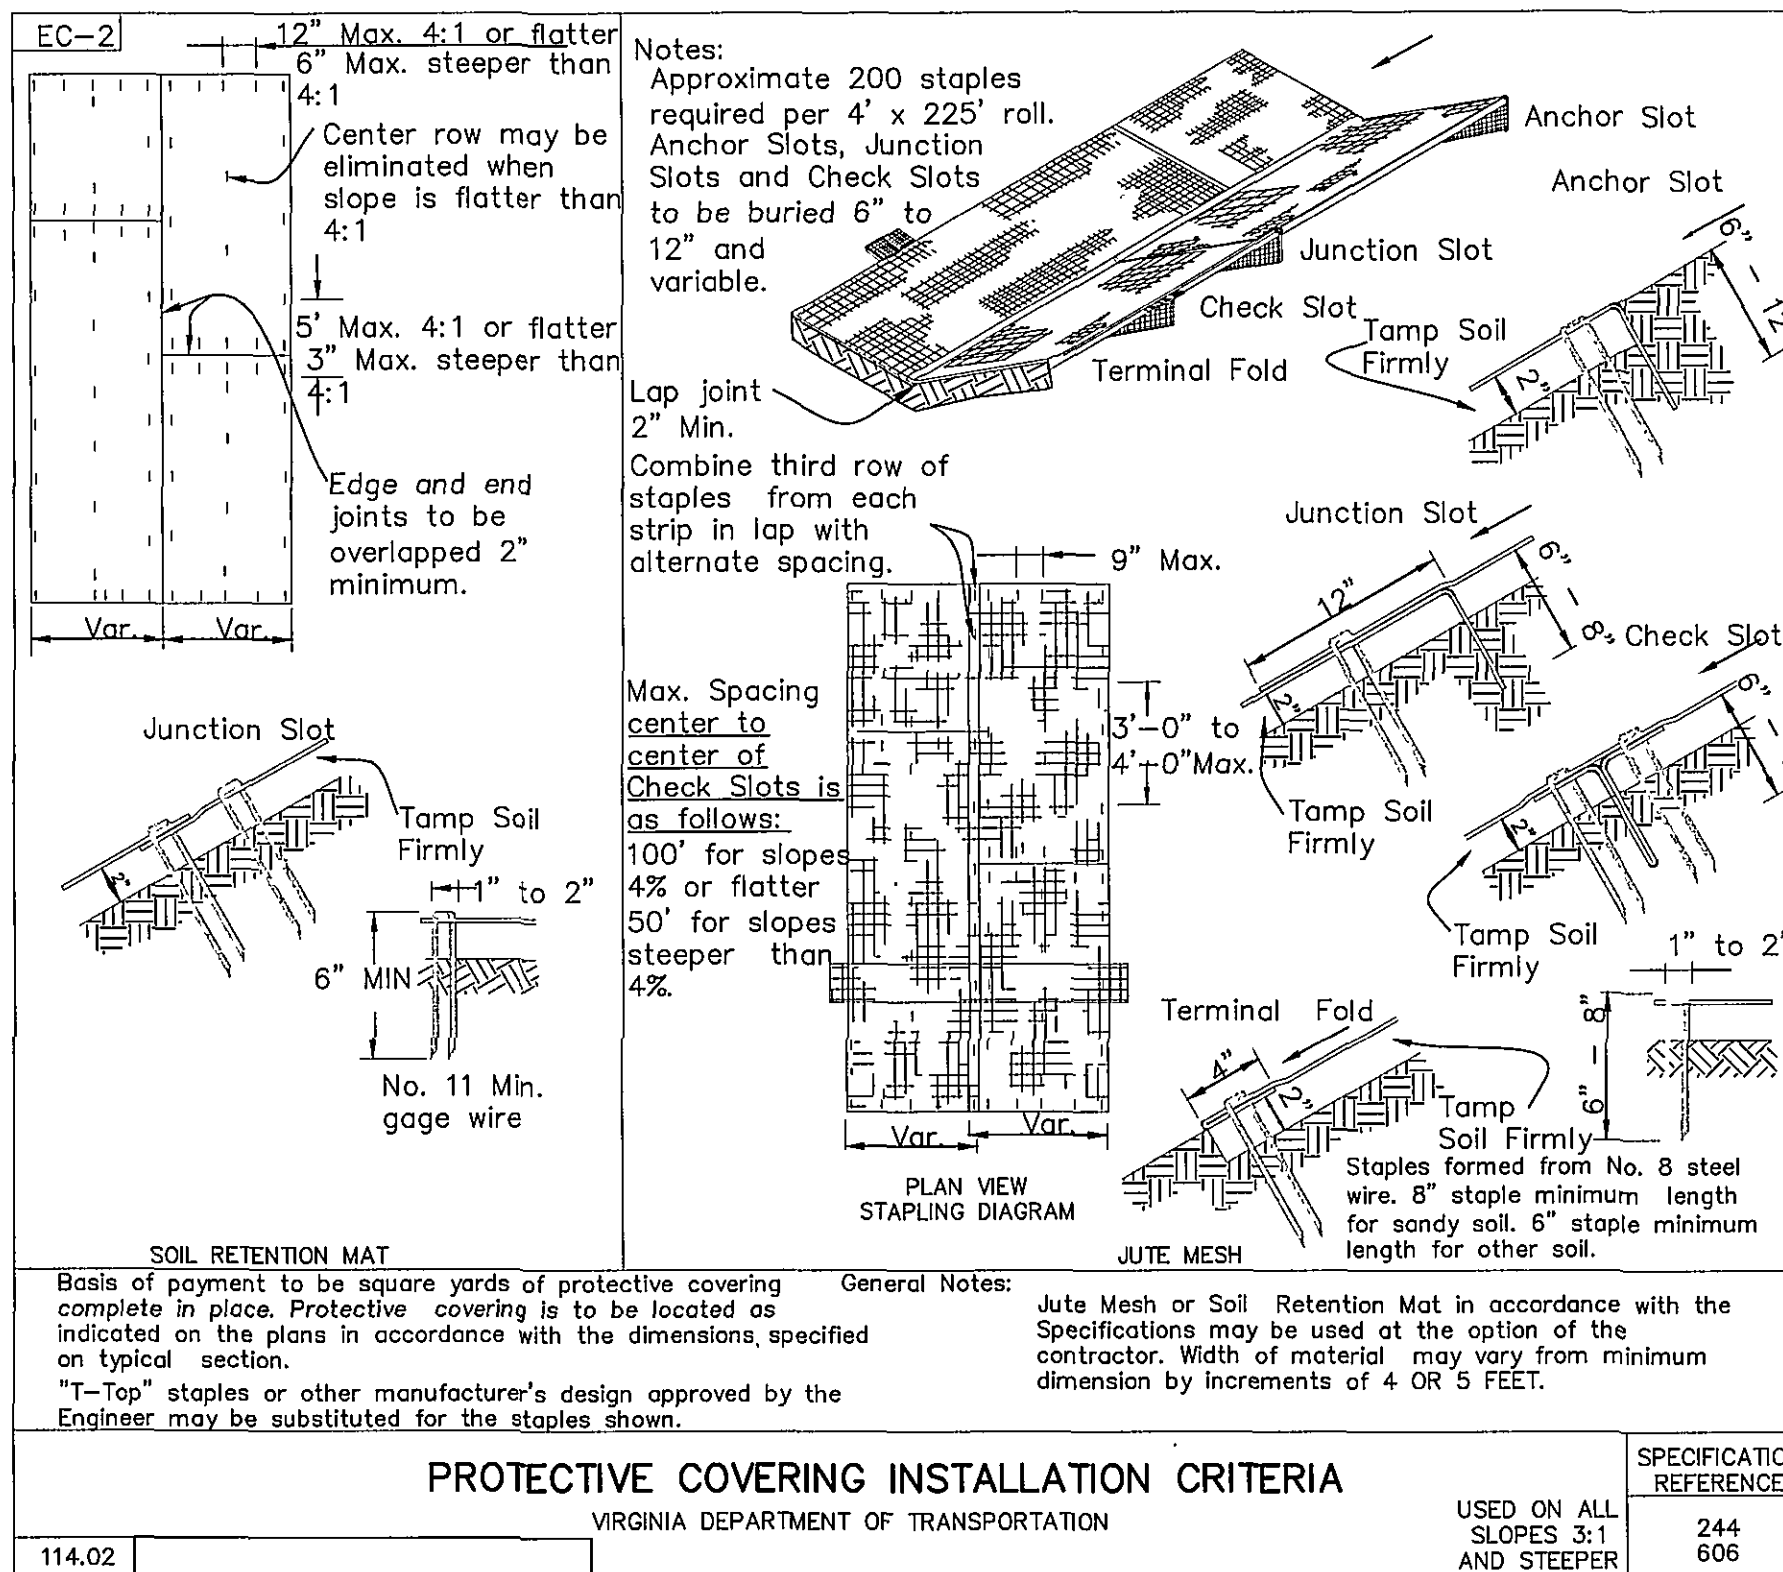 EC-2
12” Max. 4:1 or flatter
6” Max. steeper than
4:1
Center row may be
eliminated when
slope is flatter than
4:1
5' Max. 4:1 or flatter
3” Max. steeper than
4:1
Edge and end
joints to be
overlapped 2”
minimum.
Var. Var.
Junction Slot
Tamp Soil
Firmly
2”
1” to 2”
6” MIN
No. 11 Min.
gage wire
SOIL RETENTION MAT
Notes:
Approximate 200 staples
required per 4' x 225' roll.
Anchor Slots, Junction
Slots and Check Slots
to be buried 6” to
12” and
variable.
Anchor Slot
Junction Slot
Check Slot
Terminal Fold
Lap joint
2” Min.
Combine third row of
staples from each
strip in lap with
alternate spacing.
9” Max.
Max. Spacing
center to
center of
Check Slots is
as follows:
100' for slopes
4% or flatter
50' for slopes
steeper than
4%.
3'-0” to
4'-0”Max.
Var. Var.
PLAN VIEW
STAPLING DIAGRAM
Anchor Slot
6” - 12”
Tamp Soil
Firmly
2”
Junction Slot
12”
6” - 8”
2”
Tamp Soil
Firmly
Check Slot
6” -
2”
Tamp Soil
Firmly
Terminal Fold
4”
2”
Tamp
Soil Firmly
1” to 2”
6” - 8”
Staples formed from No. 8 steel
wire. 8” staple minimum length
for sandy soil. 6” staple minimum
length for other soil.
JUTE MESH
Basis of payment to be square yards of protective covering
complete in place. Protective covering is to be located as
indicated on the plans in accordance with the dimensions, specified
on typical section.
"T-Top" staples or other manufacturer's design approved by the
Engineer may be substituted for the staples shown.
General Notes:
Jute Mesh or Soil Retention Mat in accordance with the
Specifications may be used at the option of the
contractor. Width of material may vary from minimum
dimension by increments of 4 OR 5 FEET.
PROTECTIVE COVERING INSTALLATION CRITERIA
VIRGINIA DEPARTMENT OF TRANSPORTATION
114.02
USED ON ALL
SLOPES 3:1
AND STEEPER
SPECIFICATIO
REFERENCE
244
606